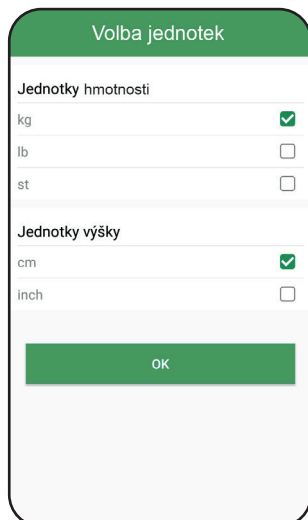 Volba jednotek
Jednotky hmotnosti
kg
lb
st
Jednotky výšky
cm
inch
OK